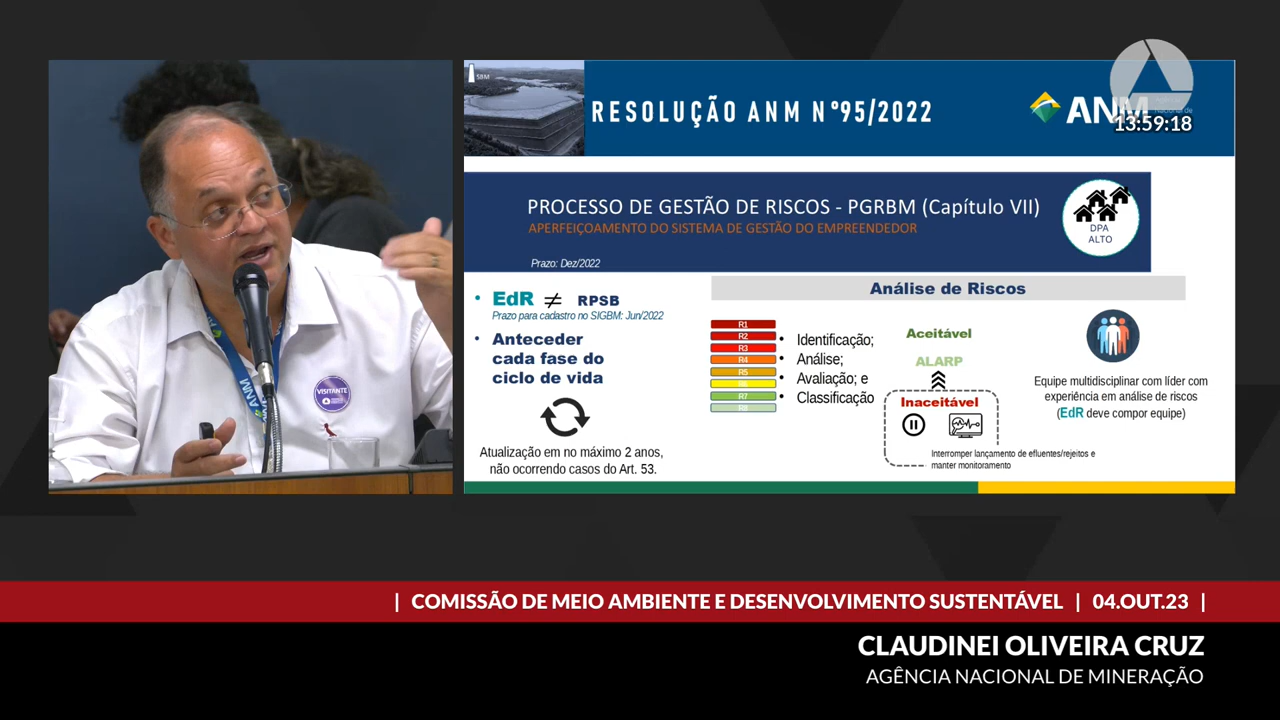 SBM
RESOLUÇÃO ANM Nº95/2022
ANM
13:59:18
PROCESSO DE GESTÃO DE RISCOS - PGRBM (Capítulo VII)
APERFEIÇOAMENTO DO SISTEMA DE GESTÃO DO EMPREENDEDOR
Prazo: Dez/2022
DPA
ALTO
• EdR ≠ RPSB
Prazo para cadastro no SIGBM: Jun/2022
• Anteceder
cada fase do
ciclo de vida
Atualização em no máximo 2 anos,
não ocorrendo casos do Art. 53.
Análise de Riscos
R1
R2
R3
R4
R5
R7
• Identificação;
• Análise;
• Avaliação; e
• Classificação
Aceitável
ALARP
Inaceitável
Interromper lançamento de efluentes/rejeitos e
manter monitoramento
Equipe multidisciplinar com líder com
experiência em análise de riscos
(EdR deve compor equipe)
ANM
VISITANTE
| COMISSÃO DE MEIO AMBIENTE E DESENVOLVIMENTO SUSTENTÁVEL | 04.OUT.23 |
CLAUDINEI OLIVEIRA CRUZ
AGÊNCIA NACIONAL DE MINERAÇÃO